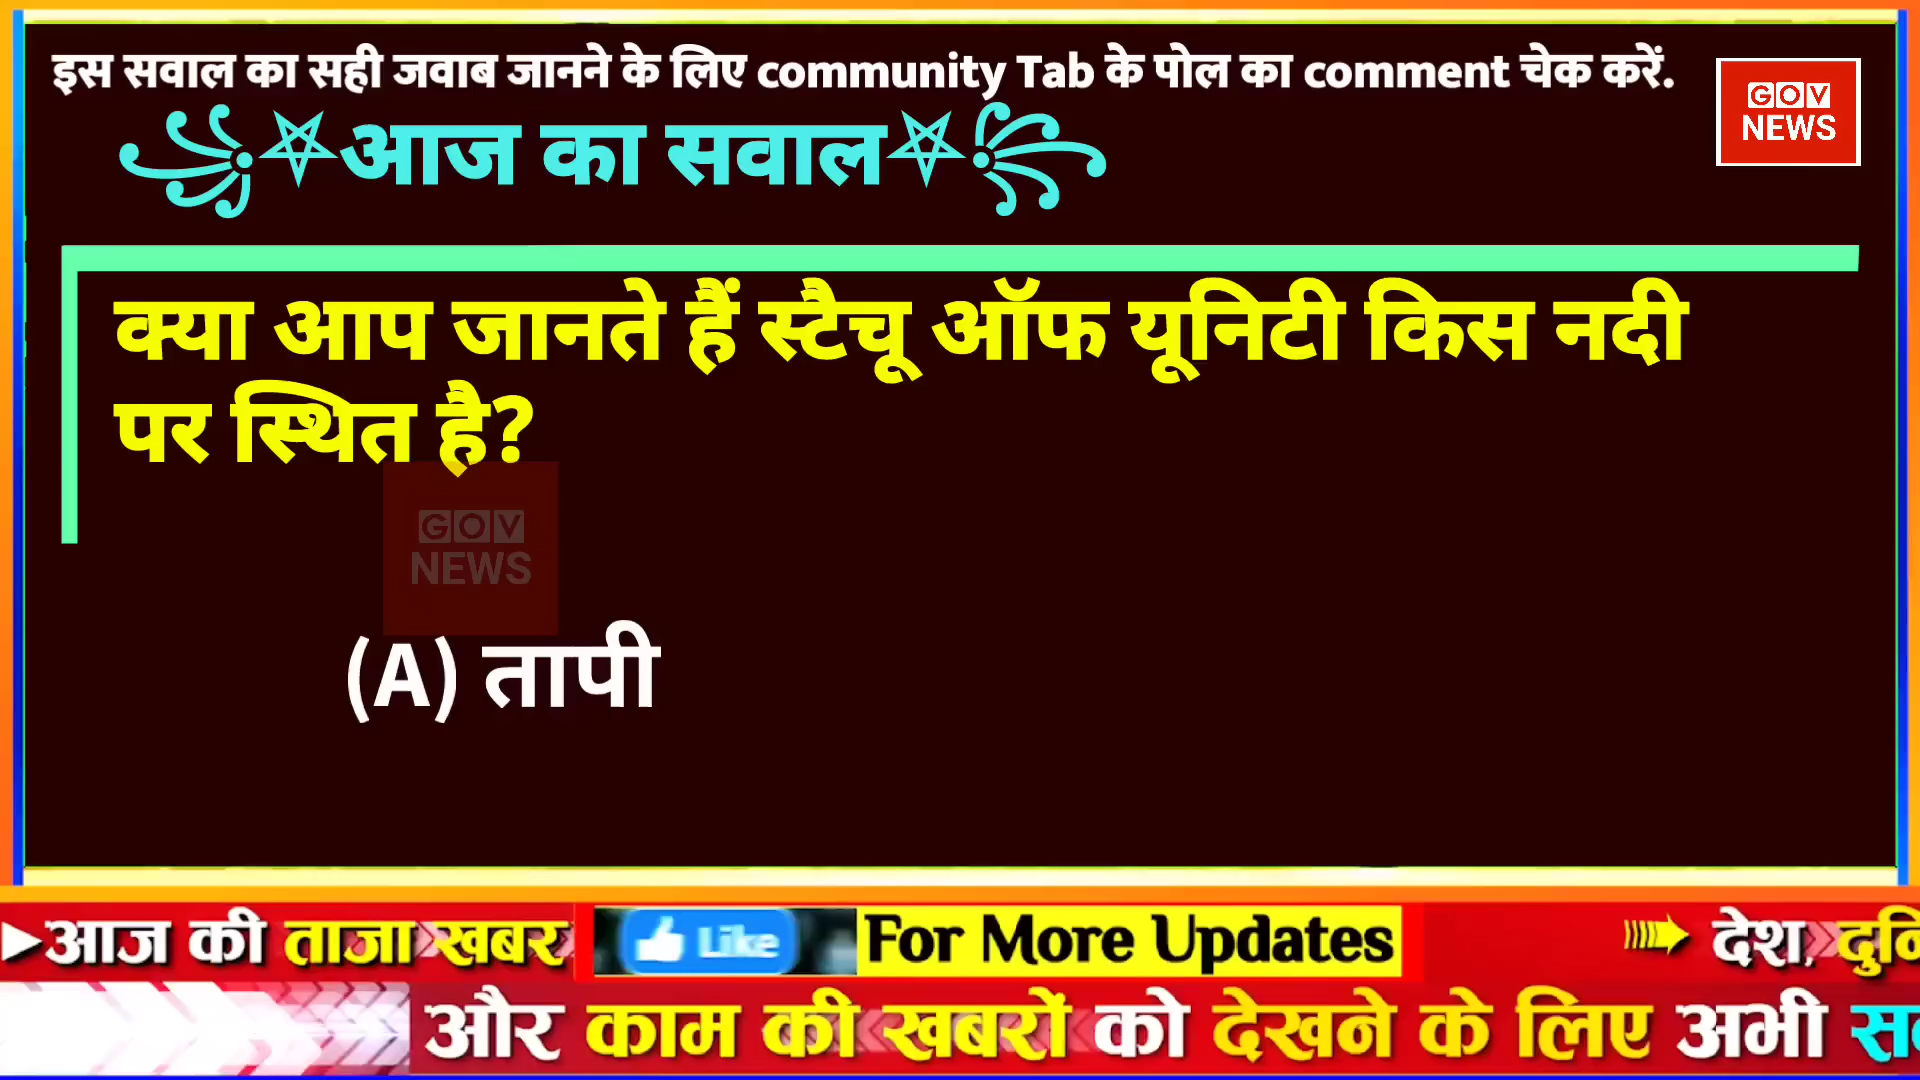 इस सवाल का सही जवाब जानने के लिए community Tab के पोल का comment चेक करें.
GOV
NEWS
आज का सवाल
क्या आप जानते हैं स्टैचू ऑफ यूनिटी किस नदी
पर स्थित है?
GOV
NEWS
(A) तापी
आज की ताजा खबर Like For More Updates देश,
और काम की खबरों को देखने के लिए अभी